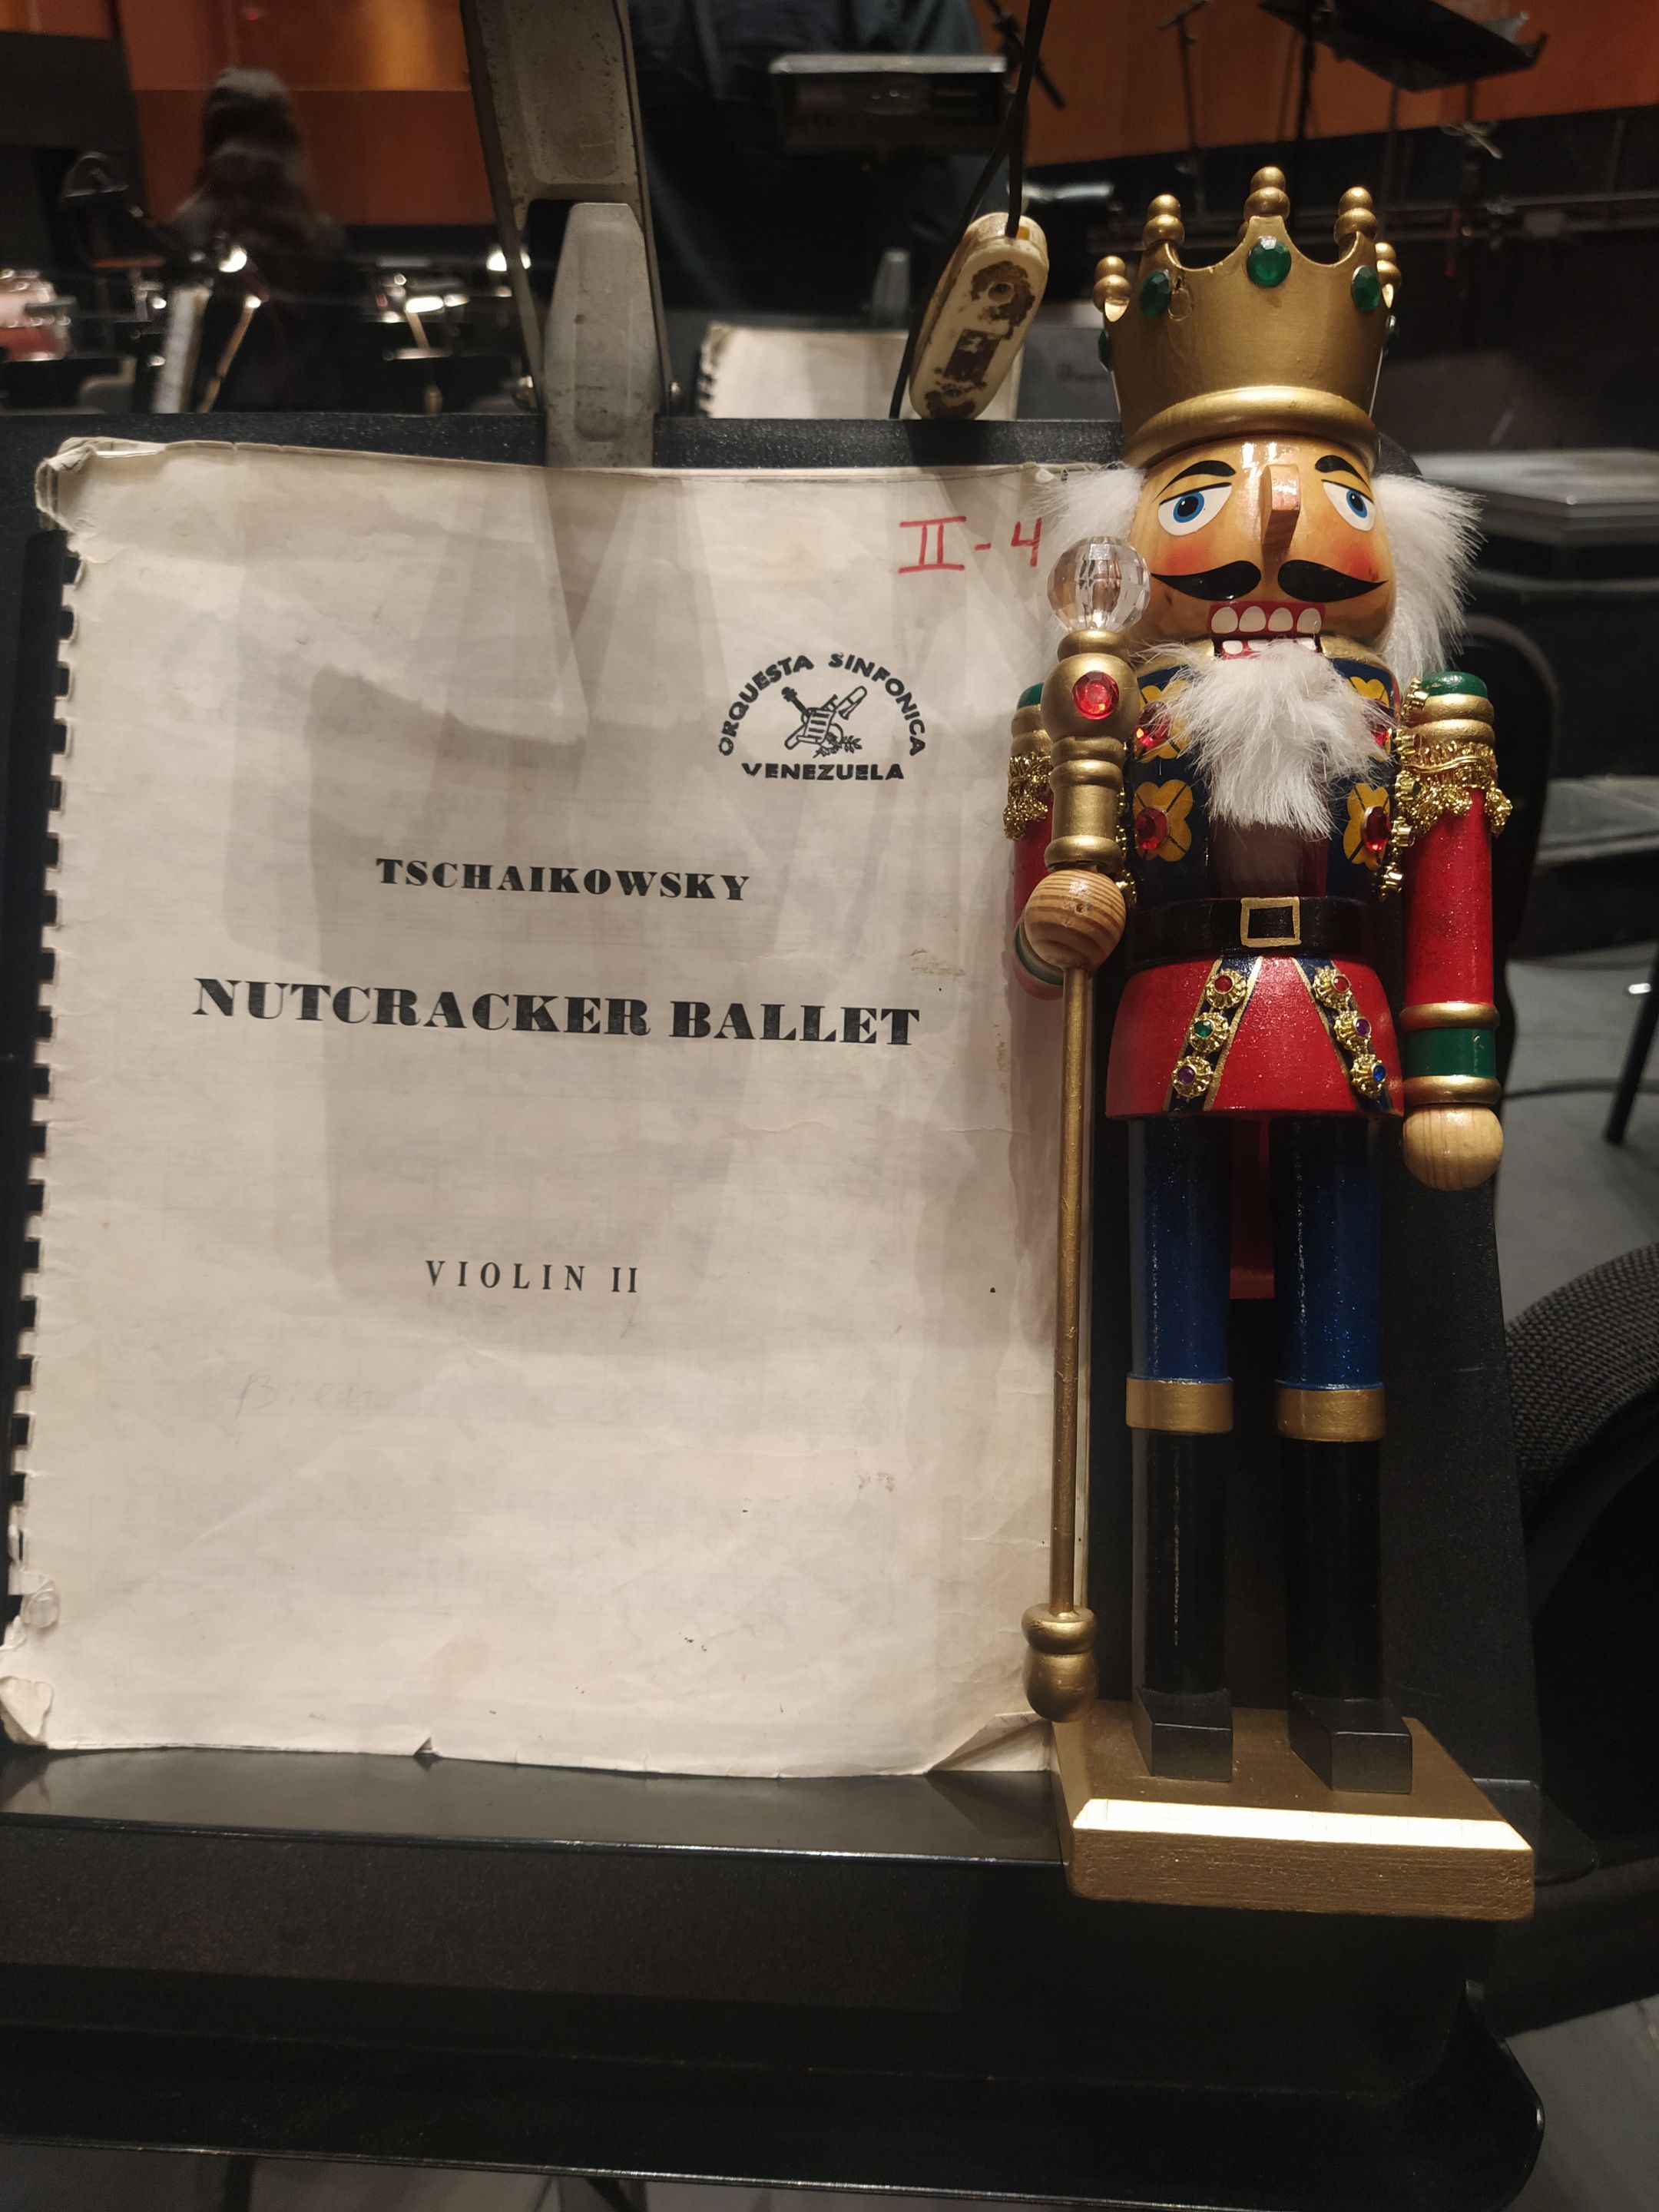 II-4
ORQUESTA SINFONICA
VENEZUELA
TSCHAIKOWSKY
NUTCRACKER BALLET
VIOLIN II